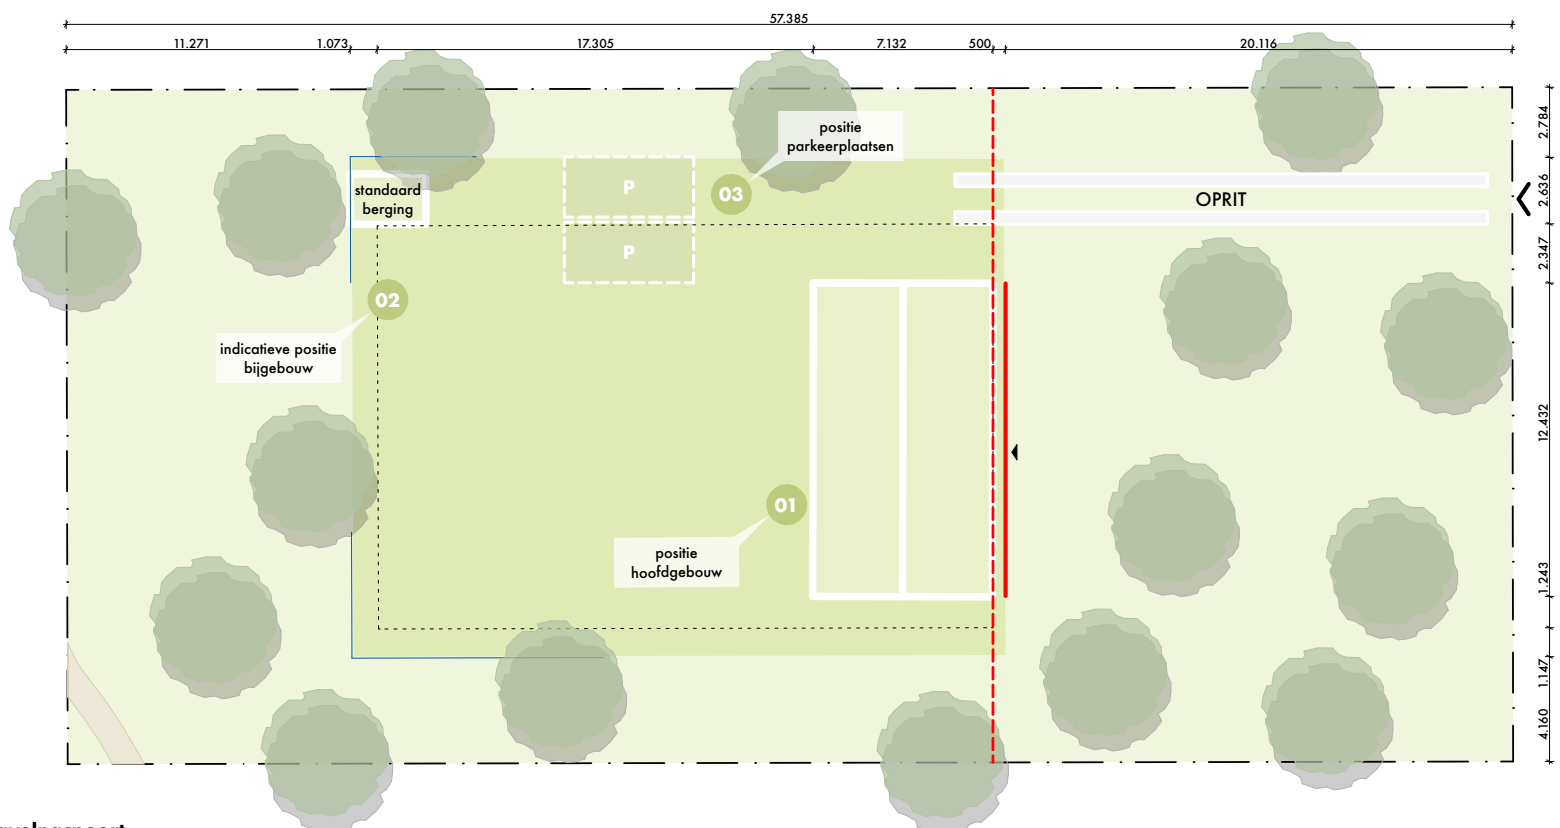 57.385
11.271
1.073
17.305
7.132
500
20.116
2.784
2.636
2.347
12.432
1.243
1.147
4.160
positie
parkeerplaatsen
standaard
berging
P
P
03
OPRIT
02
indicatieve positie
bijgebouw
01
positie
hoofdgebouw